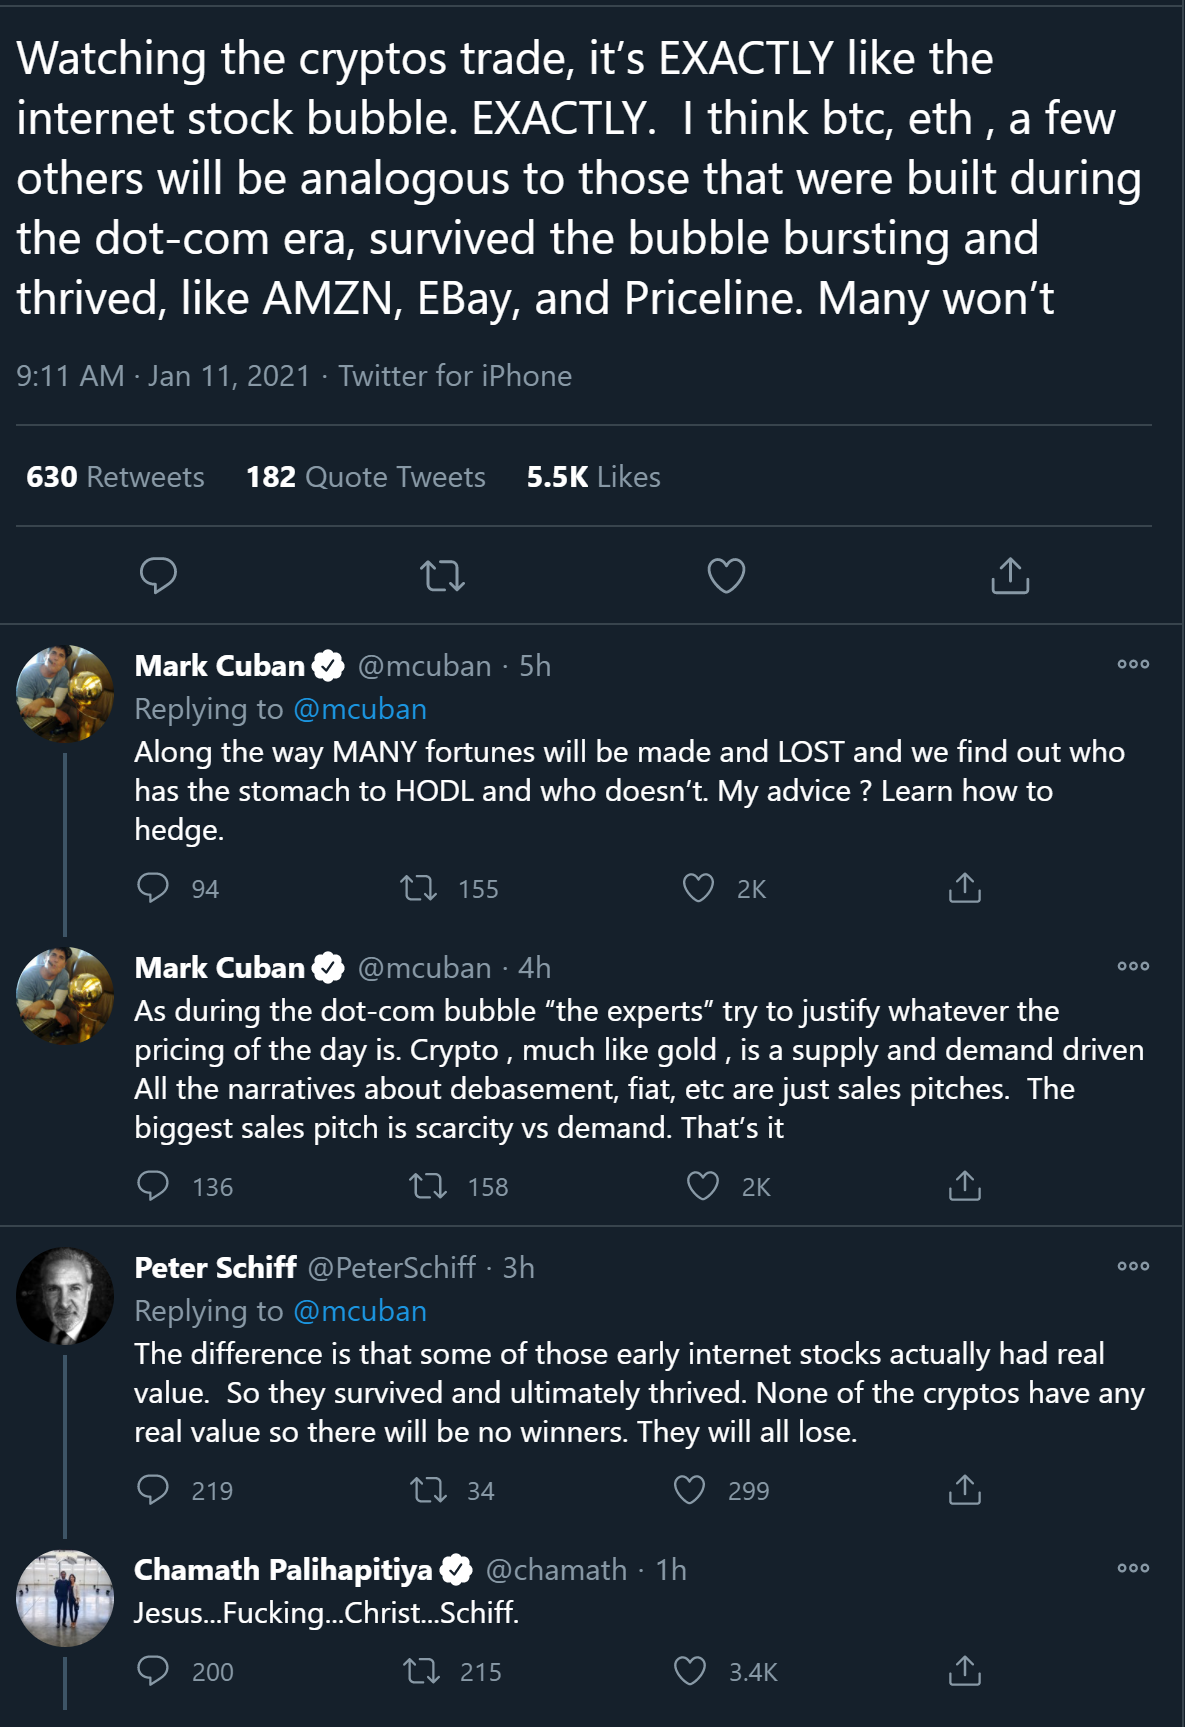 Watching the cryptos trade, it’s EXACTLY like the
internet stock bubble. EXACTLY.  I think btc, eth , a few
others will be analogous to those that were built during
the dot-com era, survived the bubble bursting and
thrived, like AMZN, EBay, and Priceline. Many won’t
9:11 AM · Jan 11, 2021 · Twitter for iPhone
630 Retweets 182 Quote Tweets 5.5K Likes
Mark Cuban @mcuban · 5h
Replying to @mcuban
Along the way MANY fortunes will be made and LOST and we find out who
has the stomach to HODL and who doesn’t. My advice ? Learn how to
hedge.
94 155 2K
Mark Cuban @mcuban · 4h
As during the dot-com bubble “the experts” try to justify whatever the
pricing of the day is. Crypto , much like gold , is a supply and demand driven
All the narratives about debasement, fiat, etc are just sales pitches.  The
biggest sales pitch is scarcity vs demand. That’s it
136 158 2K
Peter Schiff @PeterSchiff · 3h
Replying to @mcuban
The difference is that some of those early internet stocks actually had real
value.  So they survived and ultimately thrived. None of the cryptos have any
real value so there will be no winners. They will all lose.
219 34 299
Chamath Palihapitiya @chamath · 1h
Jesus...Fucking...Christ...Schiff.
200 215 3.4K